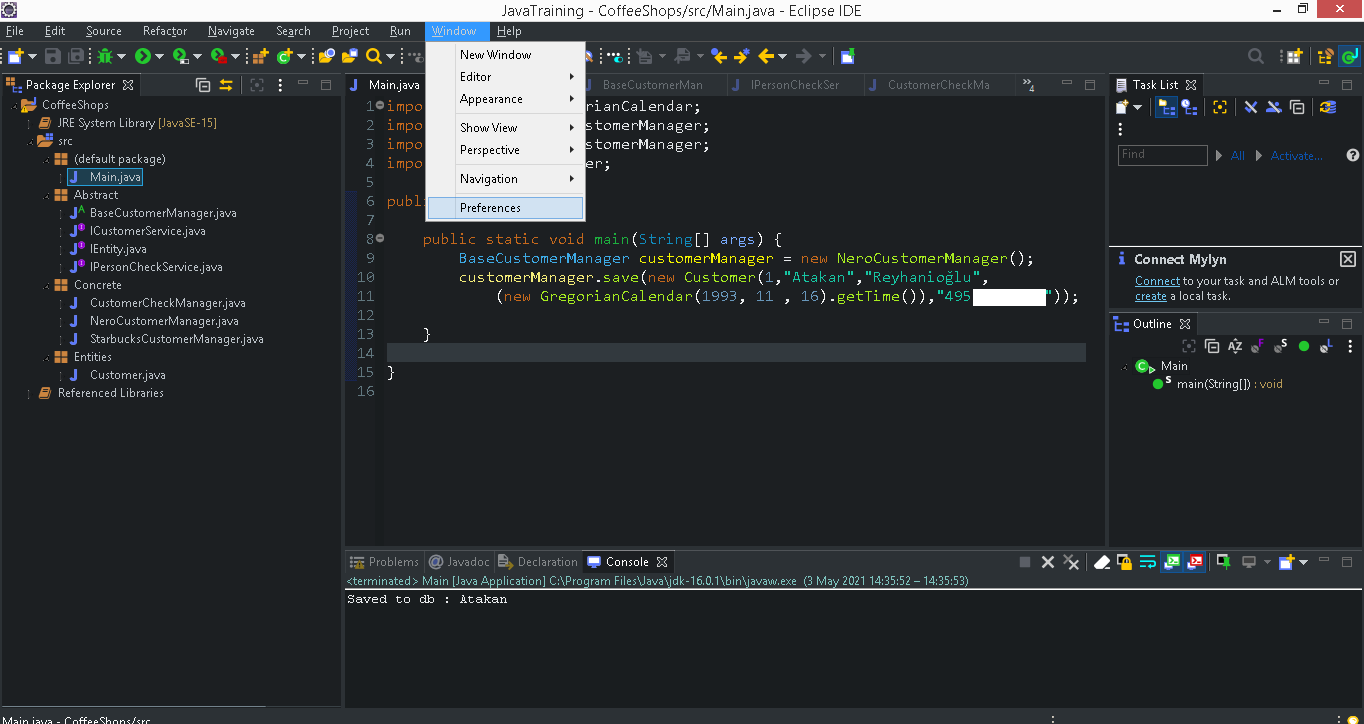 JavaTraining - CoffeeShops/src/Main.java - Eclipse IDE
File Edit Source Refactor Navigate Search Project Run Window Help
New Window
Editor
Appearance
Show View
Perspective
Navigation
Preferences
Package Explorer
CoffeeShops
JRE System Library [JavaSE-15]
src
(default package)
Main.java
Abstract
BaseCustomerManager.java
ICustomerService.java
IEntity.java
IPersonCheckService.java
Concrete
CustomerCheckManager.java
NeroCustomerManager.java
StarbucksCustomerManager.java
Entities
Customer.java
Referenced Libraries
Main.java BaseCustomerMan IPersonCheckSer CustomerCheckMa »4
1 impo orianCalendar;
2 impo stomerManager;
3 impo stomerManager;
4 impo er;
5
6 publ
7
8 public static void main(String[] args) {
9 BaseCustomerManager customerManager = new NeroCustomerManager();
10 customerManager.save(new Customer(1,"Atakan","Reyhanioğlu",
11 (new GregorianCalendar(1993, 11 , 16).getTime()),"495 "));
12
13 }
14
15 }
16
Problems @ Javadoc Declaration Console
<terminated> Main [Java Application] C:\Program Files\Java\jdk-16.0.1\bin\javaw.exe (3 May 2021 14:35:52 – 14:35:53)
Saved to db : Atakan
Task List
Find All Activate...
Connect Mylyn
Connect to your task and ALM tools or
create a local task.
Outline
Main
main(String[]) : void
Main.java - CoffeeShops/src